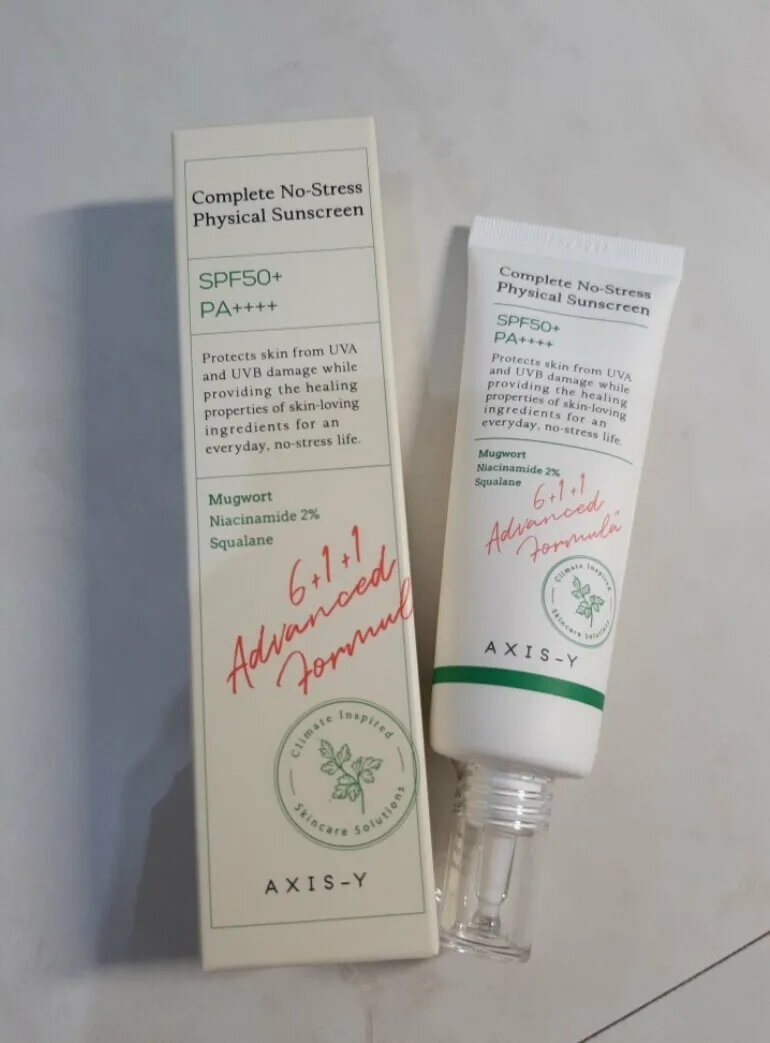 Complete No-Stress
Physical Sunscreen
SPF50+
PA++++
Protects skin from UVA
and UVB damage while
providing the healing
properties of skin-loving
ingredients for an
everyday, no-stress life.
Mugwort
Niacinamide 2%
Squalane
6+1+1
Advanced
Formul
Climate Inspired
Skincare Solutions
AXIS-Y
Complete No-Stress
Physical Sunscreen
SPF50+
PA++++
Protects skin from UVA
and UVB damage while
providing the healing
properties of skin-loving
ingredients for an
everyday, no-stress life.
Mugwort
Niacinamide 2%
Squalane
6+1+1
Advanced
Formula
Climate Inspired
Skincare Solutions
AXIS-Y